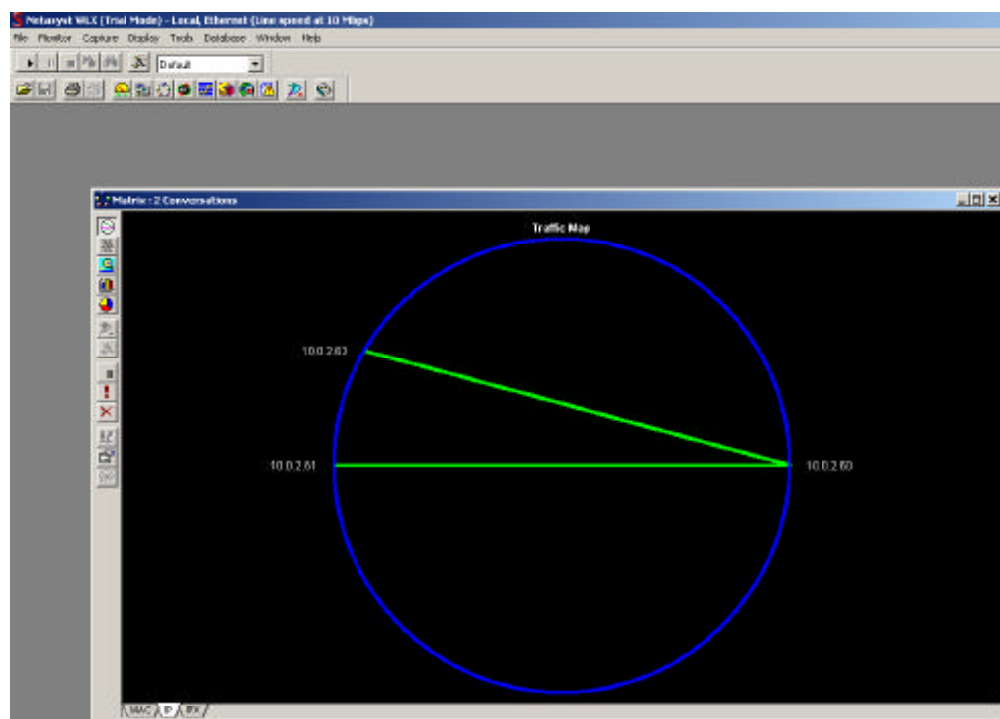 Netasyst WLX (Trial Mode) - Local, Ethernet (Line speed at 10 Mbps)
File Monitor Capture Display Tools Database Window Help
Default
Matrix : 2 Conversations
Traffic Map
10.0.2.63
10.0.2.61
10.0.2.60
MAC IP IPX